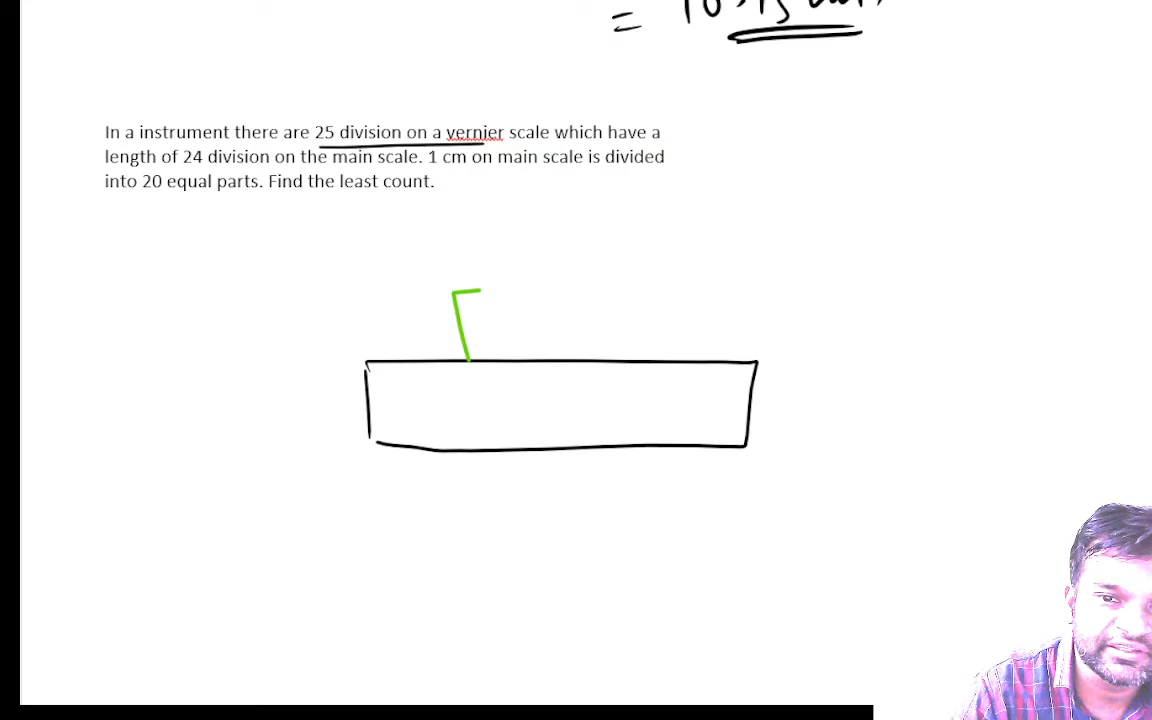 =
In a instrument there are 25 division on a vernier scale which have a
length of 24 division on the main scale. 1 cm on main scale is divided
into 20 equal parts. Find the least count.